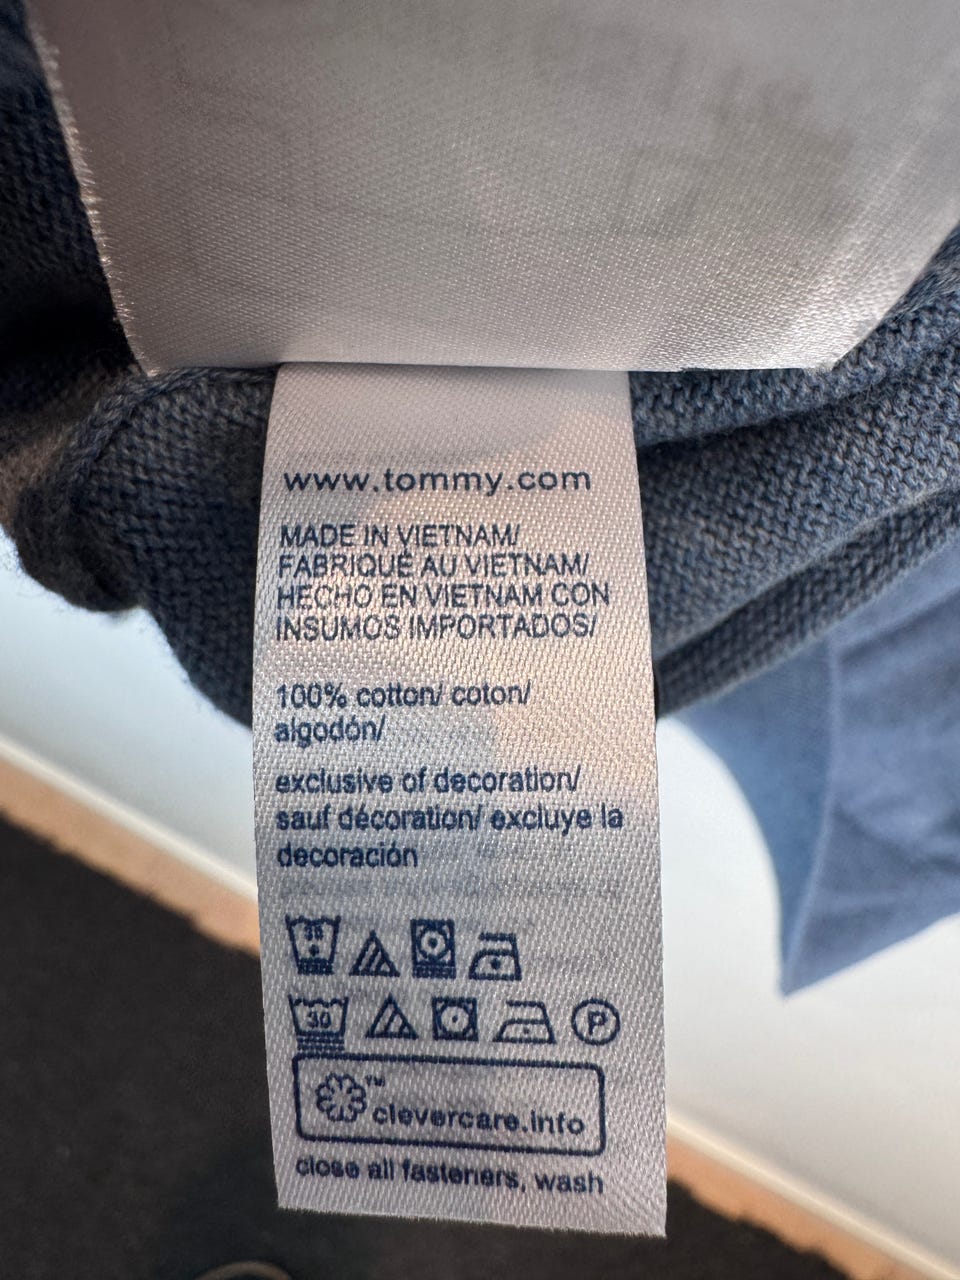 www.tommy.com
MADE IN VIETNAM/
FABRIQUÉ AU VIETNAM/
HECHO EN VIETNAM CON
INSUMOS IMPORTADOS/
100% cotton/ coton/
algodón/
exclusive of decoration/
sauf décoration/ excluye la
decoración
30
P
™
clevercare.info
close all fasteners, wash